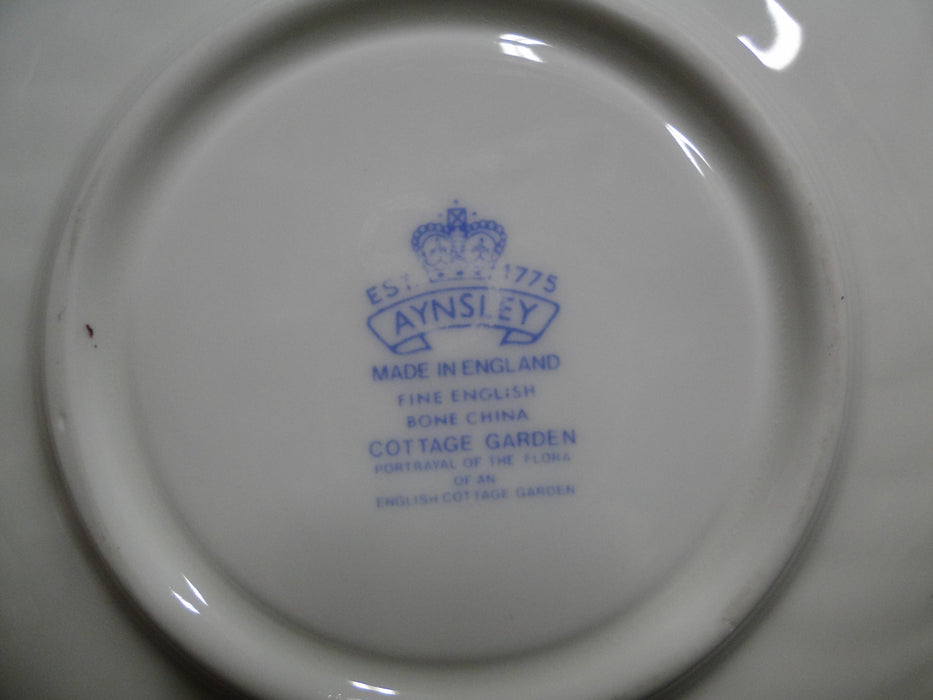 EST. 1775
AYNSLEY
MADE IN ENGLAND
FINE ENGLISH
BONE CHINA
COTTAGE GARDEN
PORTRAYAL OF THE FLORA
OF AN
ENGLISH COTTAGE GARDEN